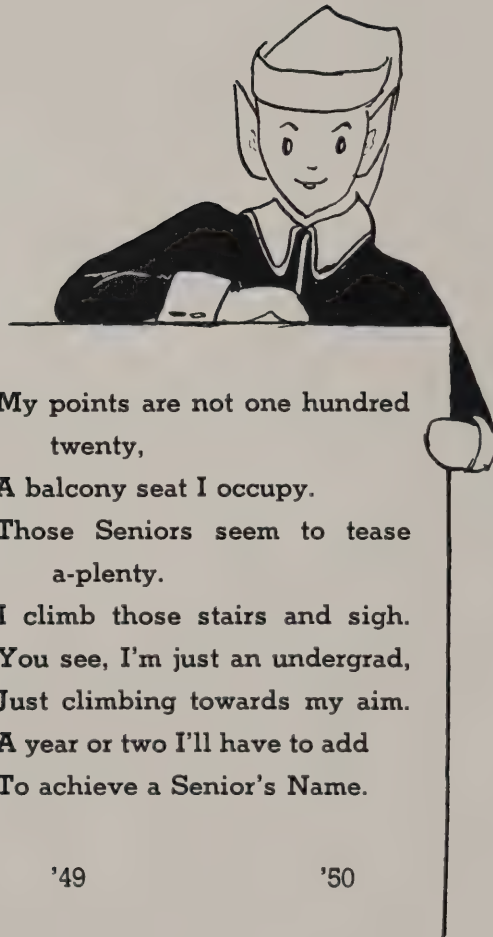 My points are not one hundred
twenty,
A balcony seat I occupy.
Those Seniors seem to tease
a-plenty.
I climb those stairs and sigh.
You see, I'm just an undergrad,
Just climbing towards my aim.
A year or two I'll have to add
To achieve a Senior's Name.
'49 '50